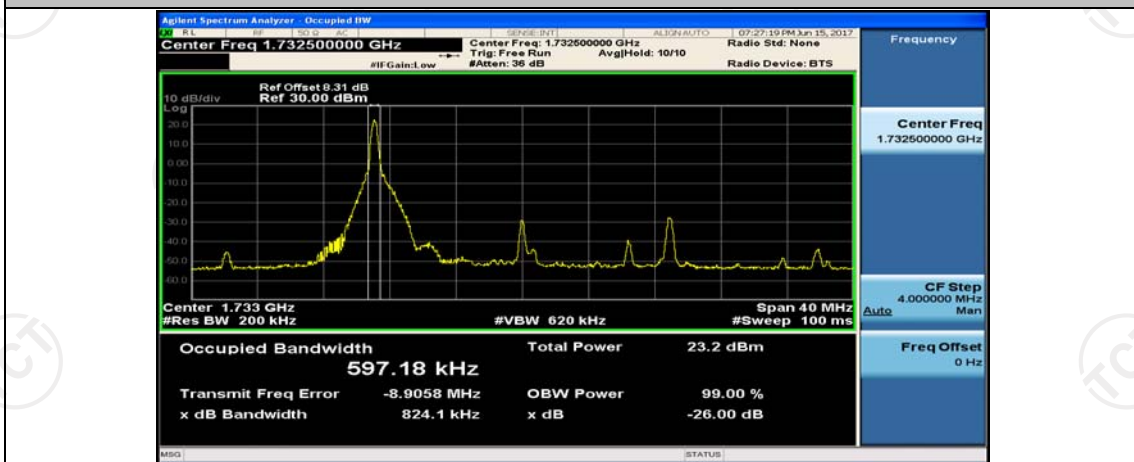 Agilent Spectrum Analyzer - Occupied BW
RL RF 50 Ω AC SENSE:INT ALIGN AUTO 07:27:19 PM Jun 15, 2017
Center Freq 1.732500000 GHz
Center Freq: 1.732500000 GHz Radio Std: None
Trig: Free Run Avg|Hold: 10/10
#IFGain:Low #Atten: 36 dB Radio Device: BTS
Frequency
Ref Offset 8.31 dB
10 dB/div Ref 30.00 dBm
Log
20.0
10.0
0.00
-10.0
-20.0
-30.0
-40.0
-50.0
-60.0
Center Freq
1.732500000 GHz
Center 1.733 GHz Span 40 MHz
#Res BW 200 kHz #VBW 620 kHz #Sweep 100 ms
CF Step
4.000000 MHz
Auto Man
Freq Offset
0 Hz
Occupied Bandwidth Total Power 23.2 dBm
597.18 kHz
Transmit Freq Error -8.9058 MHz OBW Power 99.00 %
x dB Bandwidth 824.1 kHz x dB -26.00 dB
MSG STATUS
TCT
TCT